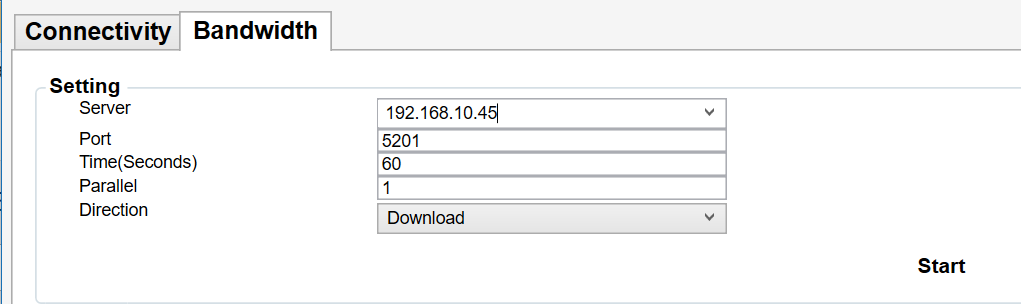 Connectivity Bandwidth
Setting
Server 192.168.10.45
Port 5201
Time(Seconds) 60
Parallel 1
Direction Download
Start